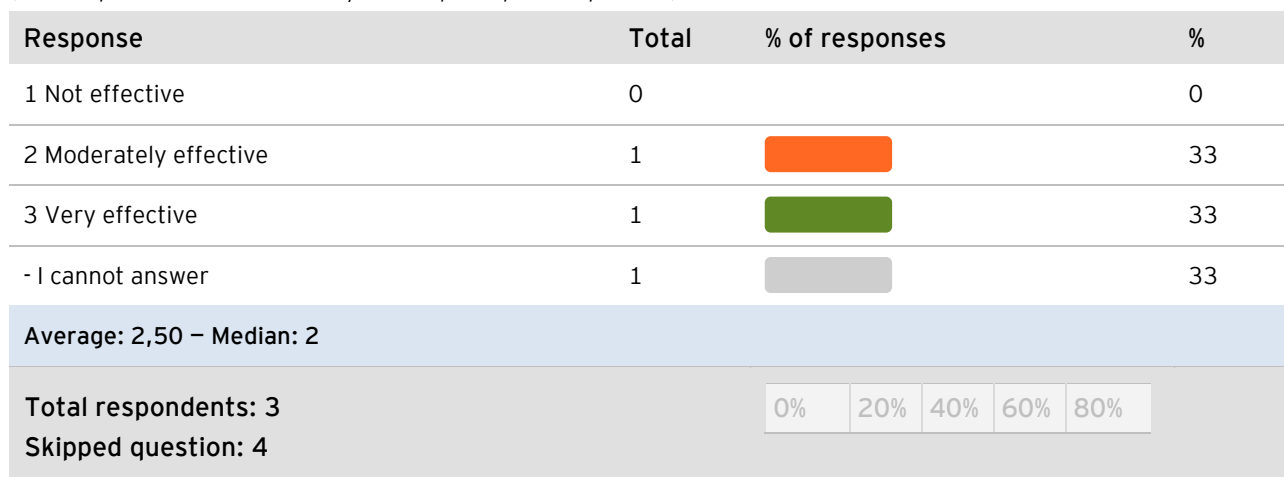 Response Total % of responses %
1 Not effective 0 0
2 Moderately effective 1 33
3 Very effective 1 33
- I cannot answer 1 33
Average: 2,50 — Median: 2
Total respondents: 3 0% 20% 40% 60% 80%
Skipped question: 4